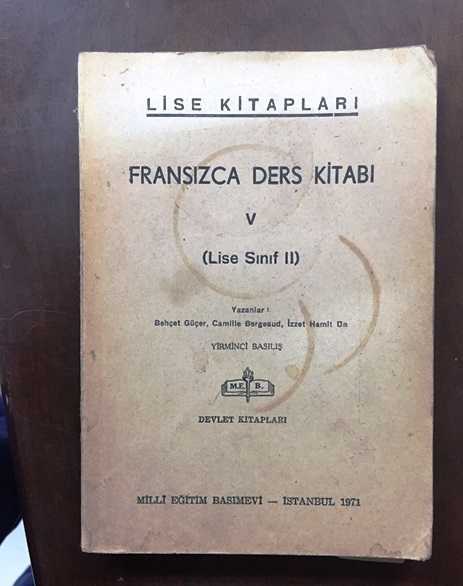 LİSE KİTAPLARI
FRANSIZCA DERS KİTABI
V
(Lise Sınıf II)
Yazanlar :
Behçet Güçer, Camille Bergeaud, İzzet Hamit Ün
YİRMİNCİ BASILIŞ
M.E. B.
DEVLET KİTAPLARI
MİLLÎ EĞİTİM BASIMEVİ — İSTANBUL 1971